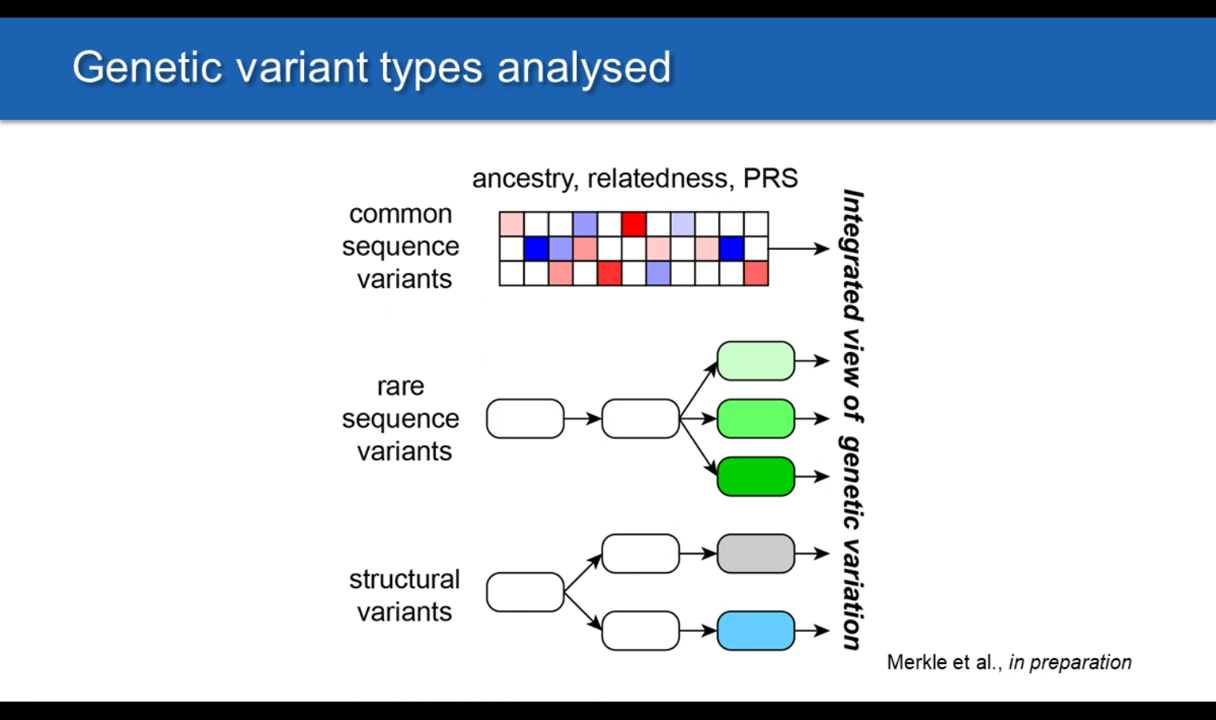 Genetic variant types analysed
ancestry, relatedness, PRS
common
sequence
variants
rare
sequence
variants
structural
variants
Integrated view of genetic variation
Merkle et al., in preparation